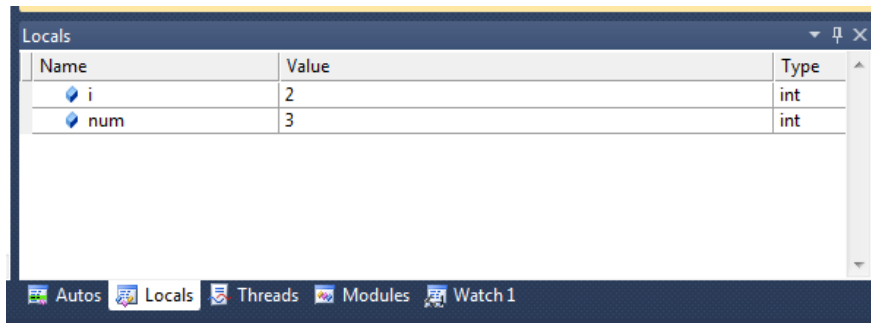 Locals
Name Value Type
i 2 int
num 3 int
Autos Locals Threads Modules Watch 1